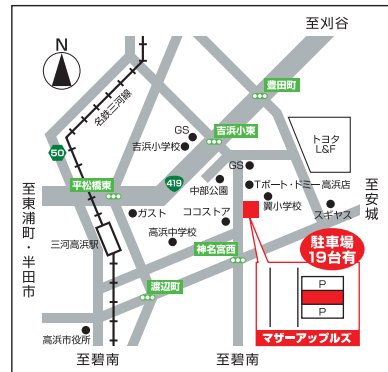 至刈谷
N
豊田町
名鉄三河線
GS
吉浜小東
吉浜小学校
トヨタ
L&F
50
GS
平松橋東
419
中部公園
Tポート・ドミー高浜店
至安城
至東浦町・半田市
ガスト
ココストア
翼小学校
スギヤス
高浜中学校
三河高浜駅
神名宮西
駐車場
19台有
渡辺町
P
P
高浜市役所
マザーアップルズ
至碧南
至碧南